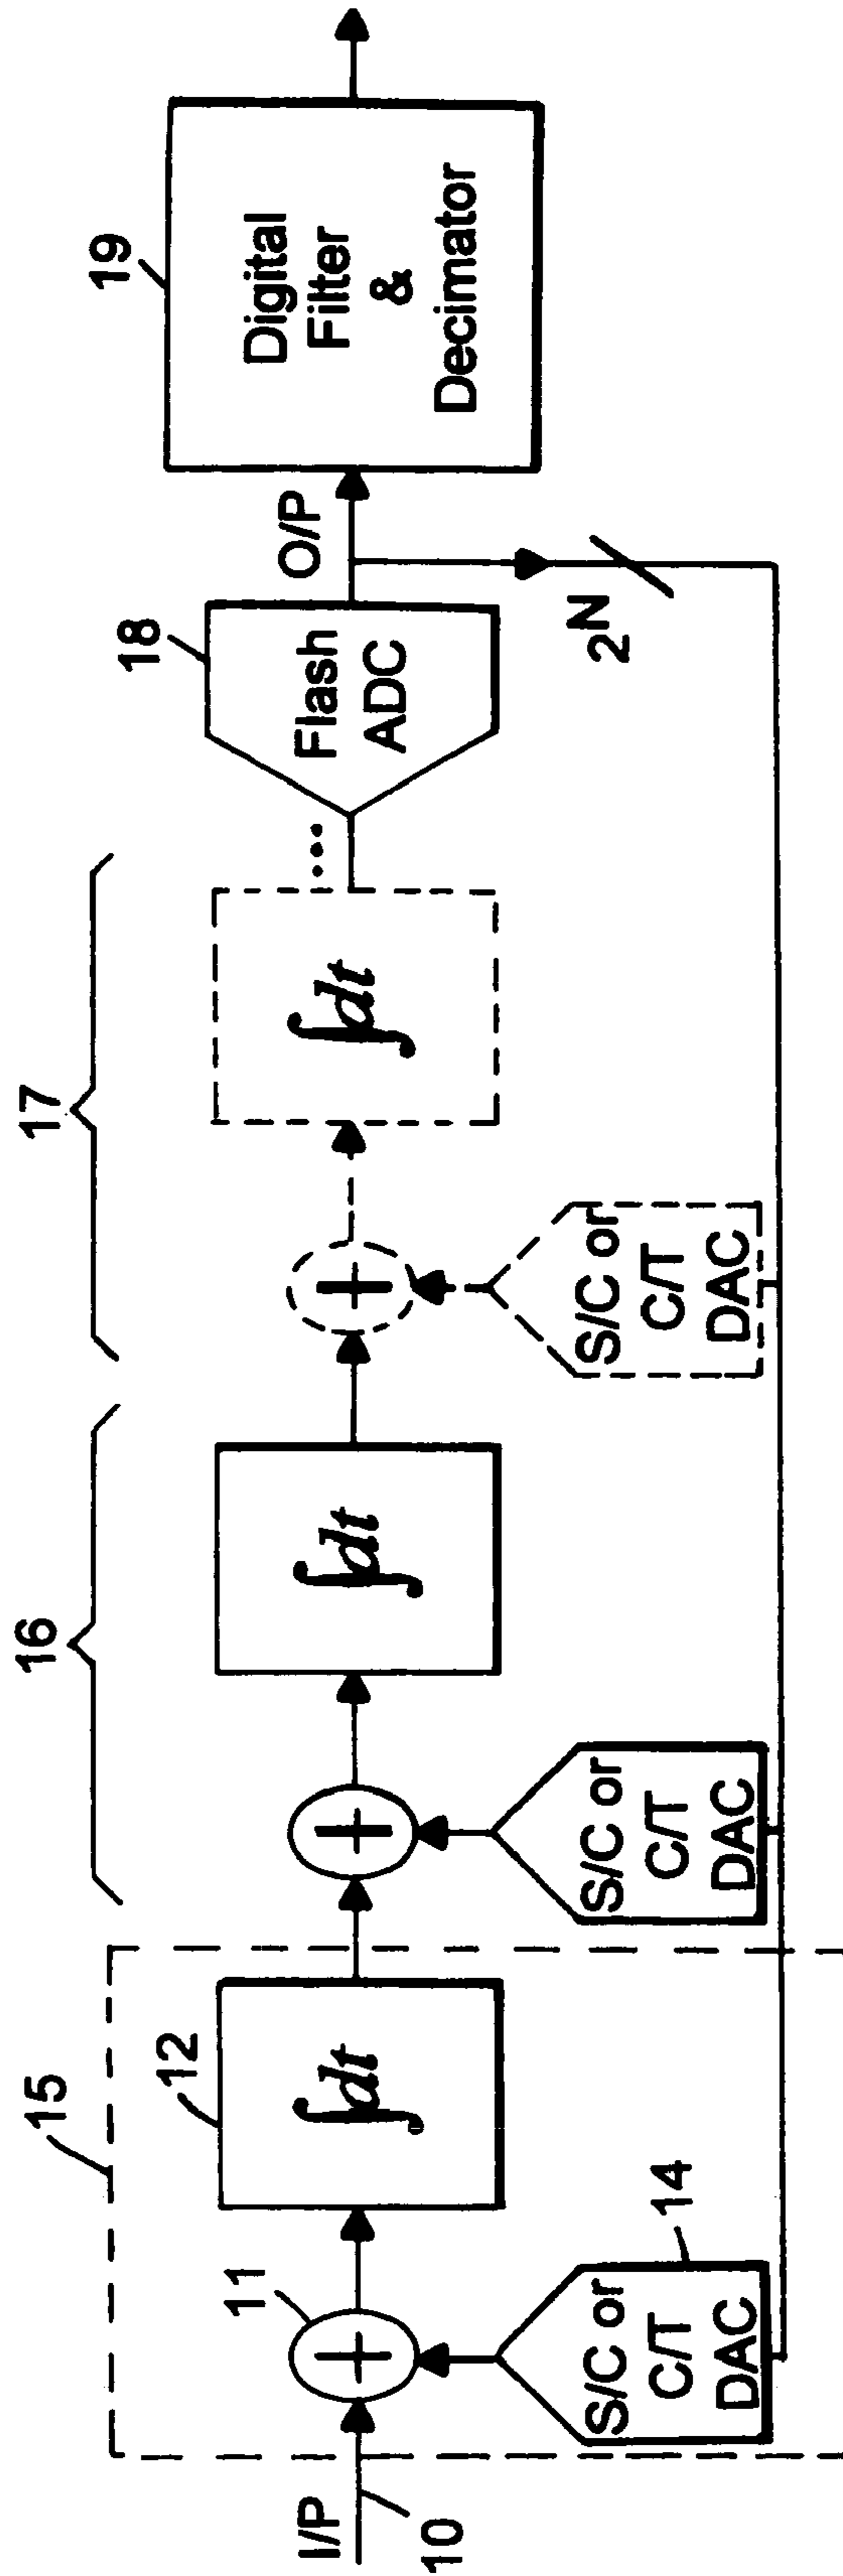 I/P
10
11
15
12
∫dt
S/C or
C/T
DAC
14
16
∫dt
S/C or
C/T
DAC
17
∫dt
S/C or
C/T
DAC
...
18
Flash
ADC
O/P
2^N
19
Digital
Filter
&
Decimator